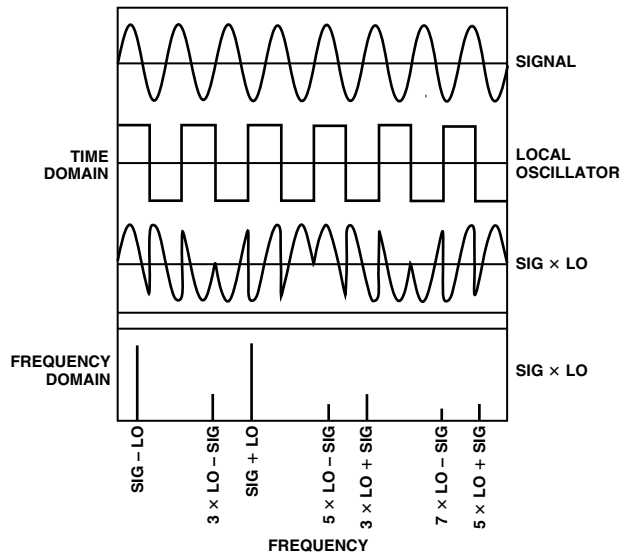 SIGNAL
TIME
DOMAIN
LOCAL
OSCILLATOR
SIG × LO
FREQUENCY
DOMAIN
SIG × LO
SIG – LO
3 × LO – SIG
SIG + LO
5 × LO – SIG
3 × LO + SIG
7 × LO – SIG
5 × LO + SIG
FREQUENCY